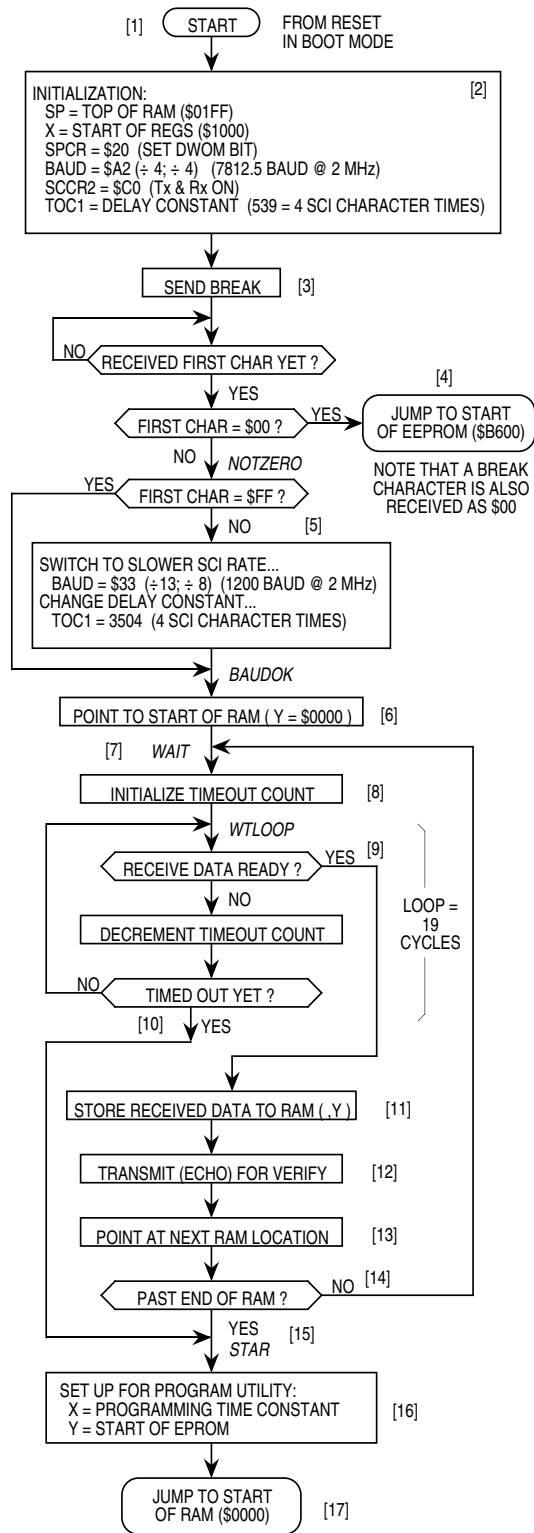 [1]
START
FROM RESET
IN BOOT MODE
INITIALIZATION:
[2]
SP = TOP OF RAM ($01FF)
X = START OF REGS ($1000)
SPCR = $20 (SET DWOM BIT)
BAUD = $A2 (÷ 4; ÷ 4) (7812.5 BAUD @ 2 MHz)
SCCR2 = $C0 (Tx & Rx ON)
TOC1 = DELAY CONSTANT (539 = 4 SCI CHARACTER TIMES)
SEND BREAK
[3]
NO
RECEIVED FIRST CHAR YET ?
YES
[4]
FIRST CHAR = $00 ?
YES
JUMP TO START
OF EEPROM ($B600)
NO
NOTZERO
NOTE THAT A BREAK
CHARACTER IS ALSO
RECEIVED AS $00
YES
FIRST CHAR = $FF ?
NO
[5]
SWITCH TO SLOWER SCI RATE...
BAUD = $33 (÷13; ÷ 8) (1200 BAUD @ 2 MHz)
CHANGE DELAY CONSTANT...
TOC1 = 3504 (4 SCI CHARACTER TIMES)
BAUDOK
POINT TO START OF RAM ( Y = $0000 )
[6]
[7]
WAIT
INITIALIZE TIMEOUT COUNT
[8]
WTLOOP
RECEIVE DATA READY ?
YES
[9]
NO
LOOP =
19
CYCLES
DECREMENT TIMEOUT COUNT
NO
TIMED OUT YET ?
[10]
YES
STORE RECEIVED DATA TO RAM ( ,Y )
[11]
TRANSMIT (ECHO) FOR VERIFY
[12]
POINT AT NEXT RAM LOCATION
[13]
PAST END OF RAM ?
NO
[14]
YES
[15]
STAR
SET UP FOR PROGRAM UTILITY:
X = PROGRAMMING TIME CONSTANT
Y = START OF EPROM
[16]
JUMP TO START
OF RAM ($0000)
[17]